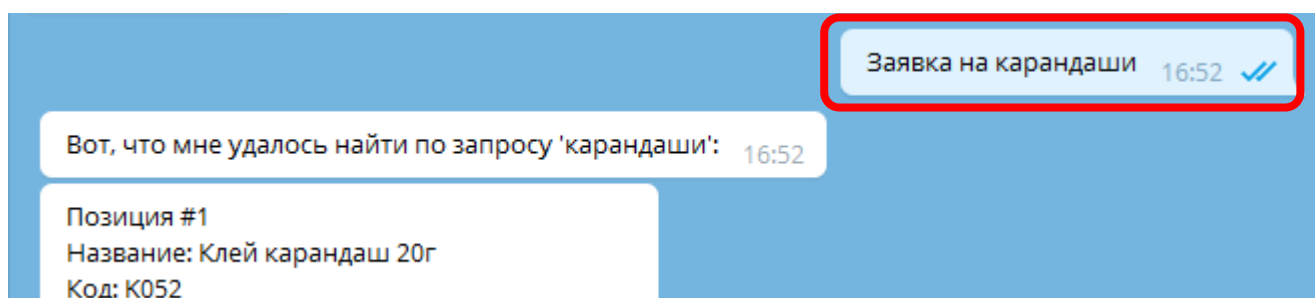 Заявка на карандаши 16:52
Вот, что мне удалось найти по запросу 'карандаши': 16:52
Позиция #1
Название: Клей карандаш 20г
Код: К052